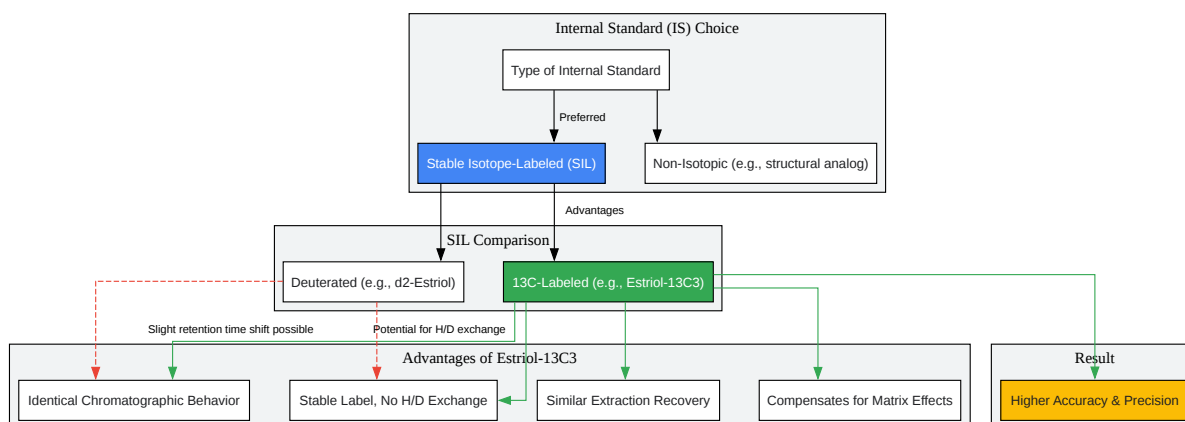 Internal Standard (IS) Choice
Type of Internal Standard
Preferred
Stable Isotope-Labeled (SIL)
Non-Isotopic (e.g., structural analog)
Advantages
SIL Comparison
Deuterated (e.g., d2-Estriol)
13C-Labeled (e.g., Estriol-13C3)
Slight retention time shift possible
Potential for H/D exchange
Advantages of Estriol-13C3
Result
Identical Chromatographic Behavior
Stable Label, No H/D Exchange
Similar Extraction Recovery
Compensates for Matrix Effects
Higher Accuracy & Precision